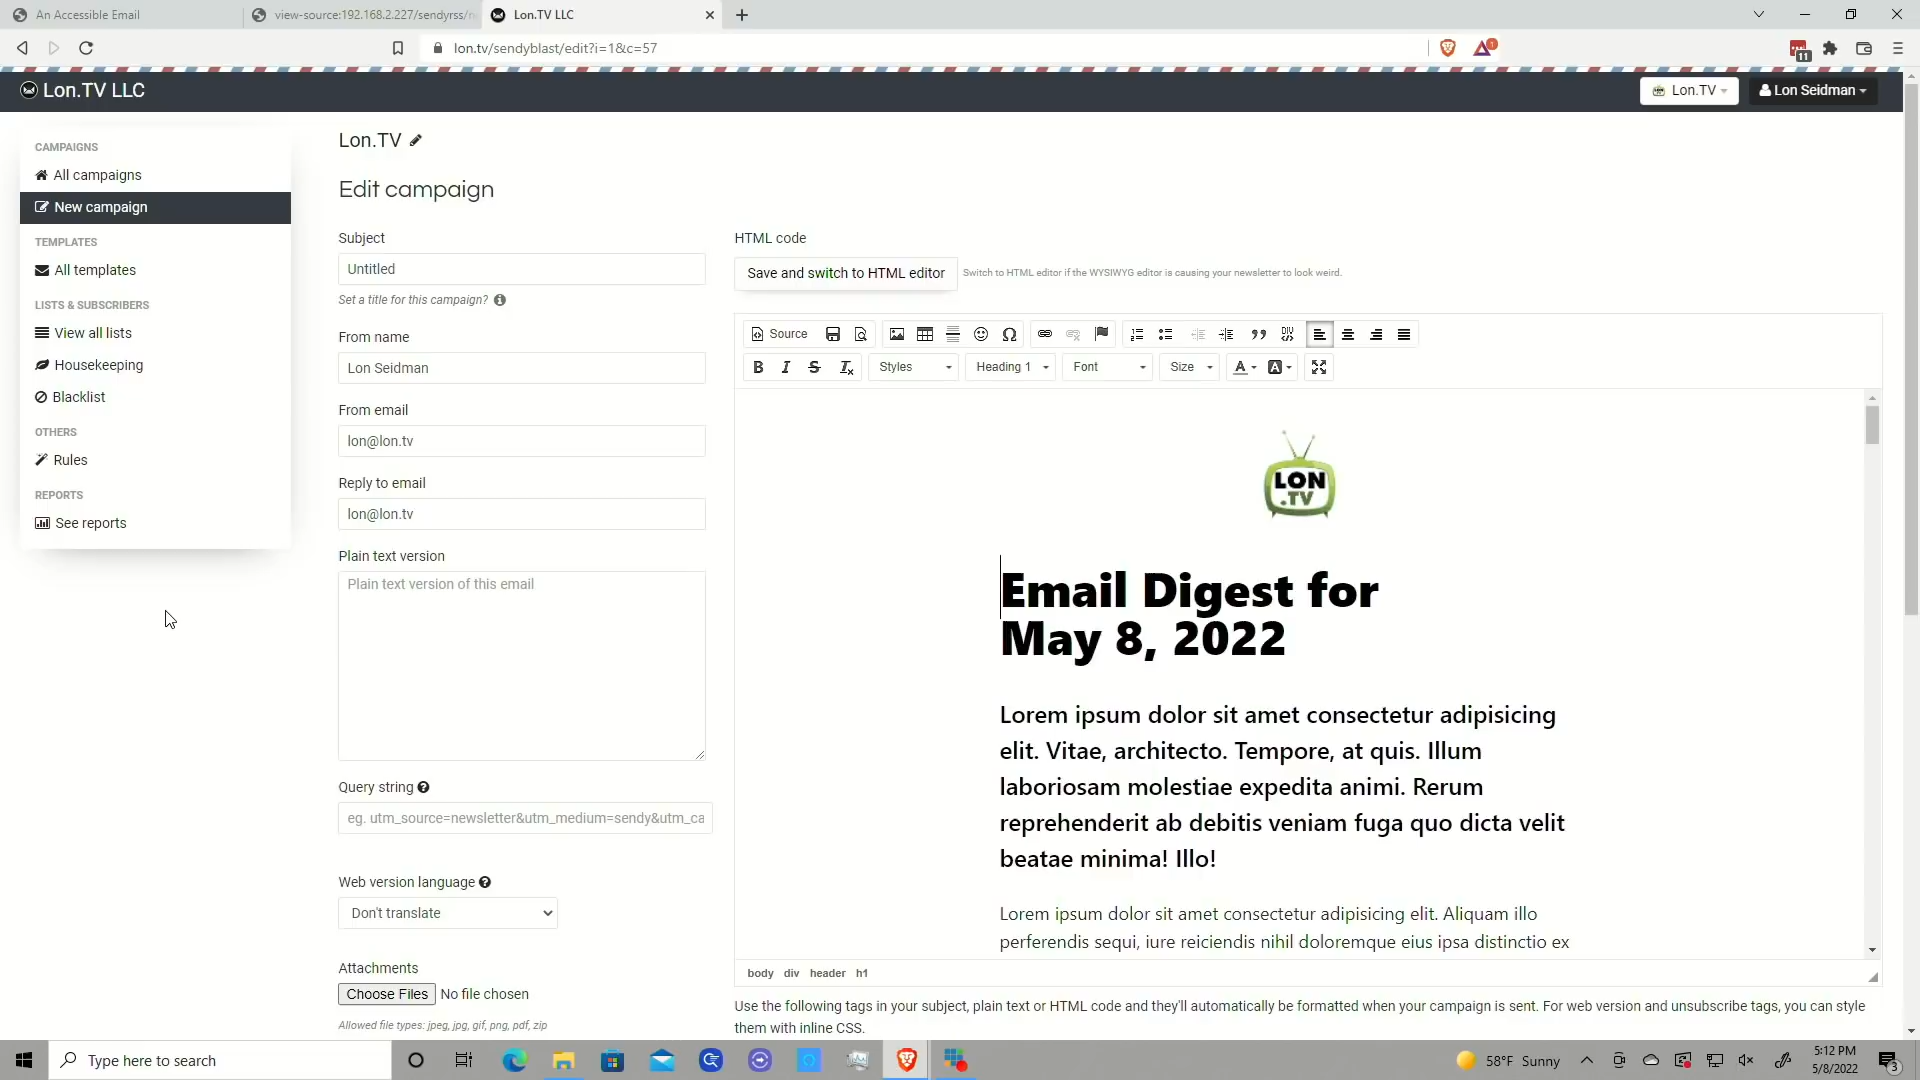 An Accessible Email
view-source:192.168.2.227/sendyrss/
Lon.TV LLC
lon.tv/sendyblast/edit?i=1&c=57
1
11
Lon.TV LLC
Lon.TV
Lon Seidman
CAMPAIGNS
All campaigns
New campaign
TEMPLATES
All templates
LISTS & SUBSCRIBERS
View all lists
Housekeeping
Blacklist
OTHERS
Rules
REPORTS
See reports
Lon.TV
Edit campaign
Subject
Untitled
Set a title for this campaign?
From name
Lon Seidman
From email
lon@lon.tv
Reply to email
lon@lon.tv
Plain text version
Plain text version of this email
Query string
eg. utm_source=newsletter&utm_medium=sendy&utm_ca
Web version language
Don't translate
Attachments
Choose Files No file chosen
Allowed file types: jpeg, jpg, gif, png, pdf, zip
HTML code
Save and switch to HTML editor
Switch to HTML editor if the WYSIWYG editor is causing your newsletter to look weird.
Source
Styles
Heading 1
Font
Size
LON
.TV
Email Digest for
May 8, 2022
Lorem ipsum dolor sit amet consectetur adipisicing
elit. Vitae, architecto. Tempore, at quis. Illum
laboriosam molestiae expedita animi. Rerum
reprehenderit ab debitis veniam fuga quo dicta velit
beatae minima! Illo!
Lorem ipsum dolor sit amet consectetur adipisicing elit. Aliquam illo
perferendis sequi, iure reiciendis nihil doloremque eius ipsa distinctio ex
body div header h1
Use the following tags in your subject, plain text or HTML code and they'll automatically be formatted when your campaign is sent. For web version and unsubscribe tags, you can style
them with inline CSS.
Type here to search
58°F Sunny
5:12 PM
5/8/2022
3